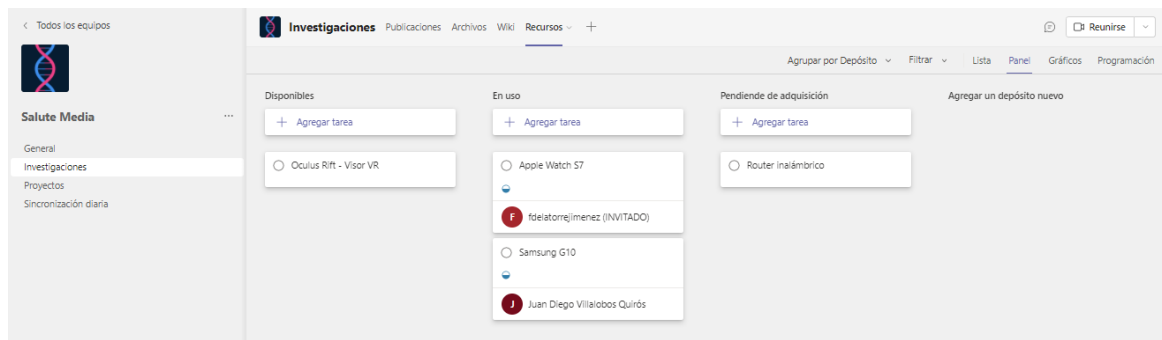 Todos los equipos
Salute Media
General
Investigaciones
Proyectos
Sincronización diaria
Investigaciones Publicaciones Archivos Wiki Recursos
Reunirse
Agrupar por Depósito Filtrar Lista Panel Gráficos Programación
Disponibles
Agregar tarea
Oculus Rift - Visor VR
En uso
Agregar tarea
Apple Watch S7
F fdelatorrejimenez (INVITADO)
Samsung G10
J Juan Diego Villalobos Quirós
Pendiente de adquisición
Agregar tarea
Router inalámbrico
Agregar un depósito nuevo